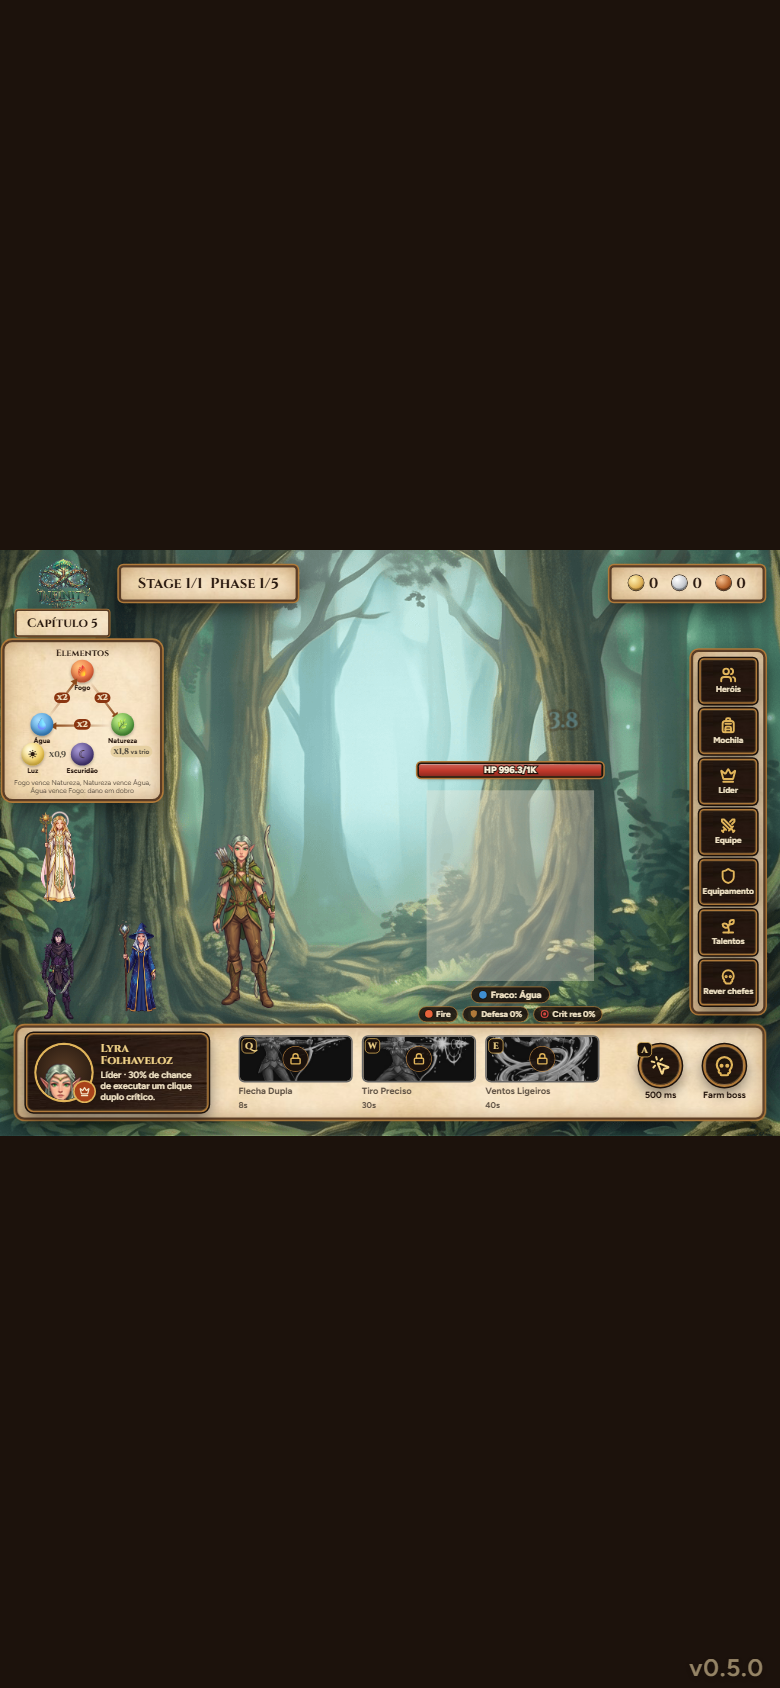 Stage 1/1 Phase 1/5
0 0 0
Capítulo 5
Elementos
Fogo
x2 x2
x2
Água Natureza
x0,9 x1,8 vs trio
Luz Escuridão
Fogo vence Natureza, Natureza vence Água,
Água vence Fogo: dano em dobro
3.8
HP 996.3/1K
Heróis
Mochila
Líder
Equipe
Equipamento
Talentos
Rever chefes
Fraco: Água
Fire Defesa 0% Crit res 0%
Lyra
Folhaveloz
Líder · 30% de chance
de executar um clique
duplo crítico.
Q
Flecha Dupla
8s
W
Tiro Preciso
30s
E
Ventos Ligeiros
40s
A
500 ms
Farm boss
v0.5.0